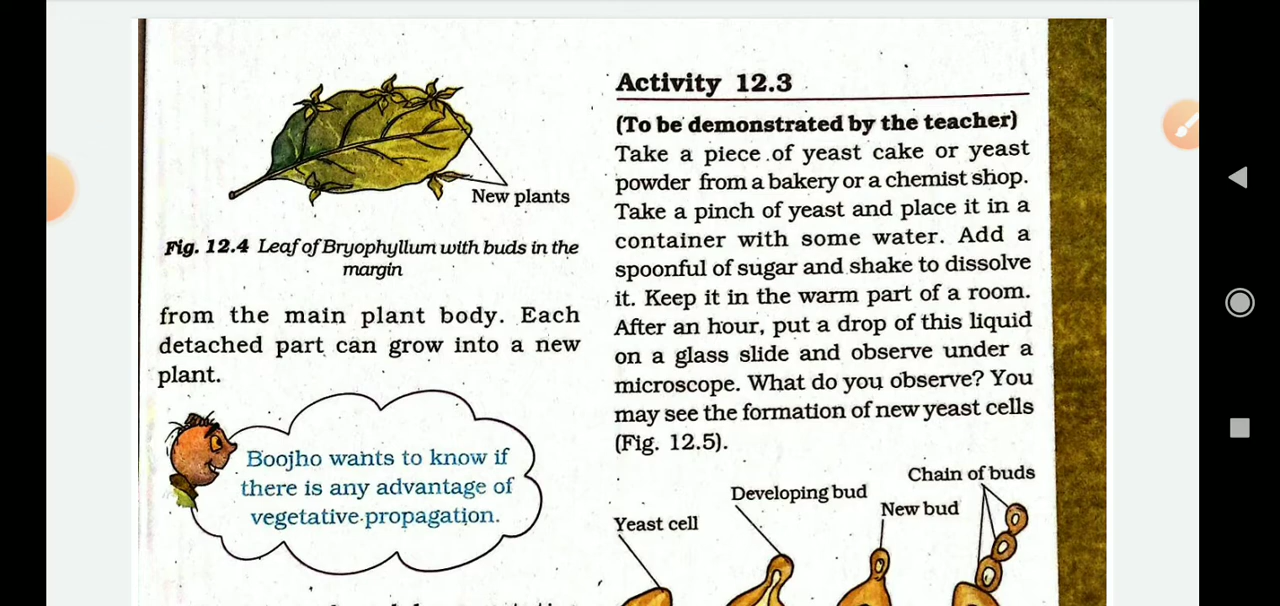 New plants
Fig. 12.4 Leaf of Bryophyllum with buds in the
margin
from the main plant body. Each
detached part can grow into a new
plant.
Boojho wants to know if
there is any advantage of
vegetative propagation.
Activity 12.3
(To be demonstrated by the teacher)
Take a piece of yeast cake or yeast
powder from a bakery or a chemist shop.
Take a pinch of yeast and place it in a
container with some water. Add a
spoonful of sugar and shake to dissolve
it. Keep it in the warm part of a room.
After an hour, put a drop of this liquid
on a glass slide and observe under a
microscope. What do you observe? You
may see the formation of new yeast cells
(Fig. 12.5).
Chain of buds
Developing bud
New bud
Yeast cell